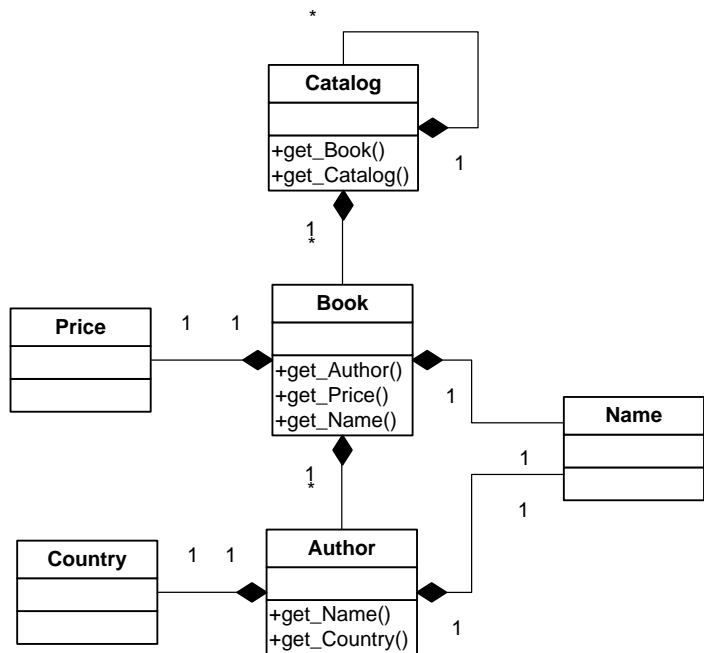 *
Catalog
+get_Book()
+get_Catalog()
1
1
*
Book
+get_Author()
+get_Price()
+get_Name()
Price
1 1
1
Name
1
1
1
*
Author
+get_Name()
+get_Country()
Country
1 1
1